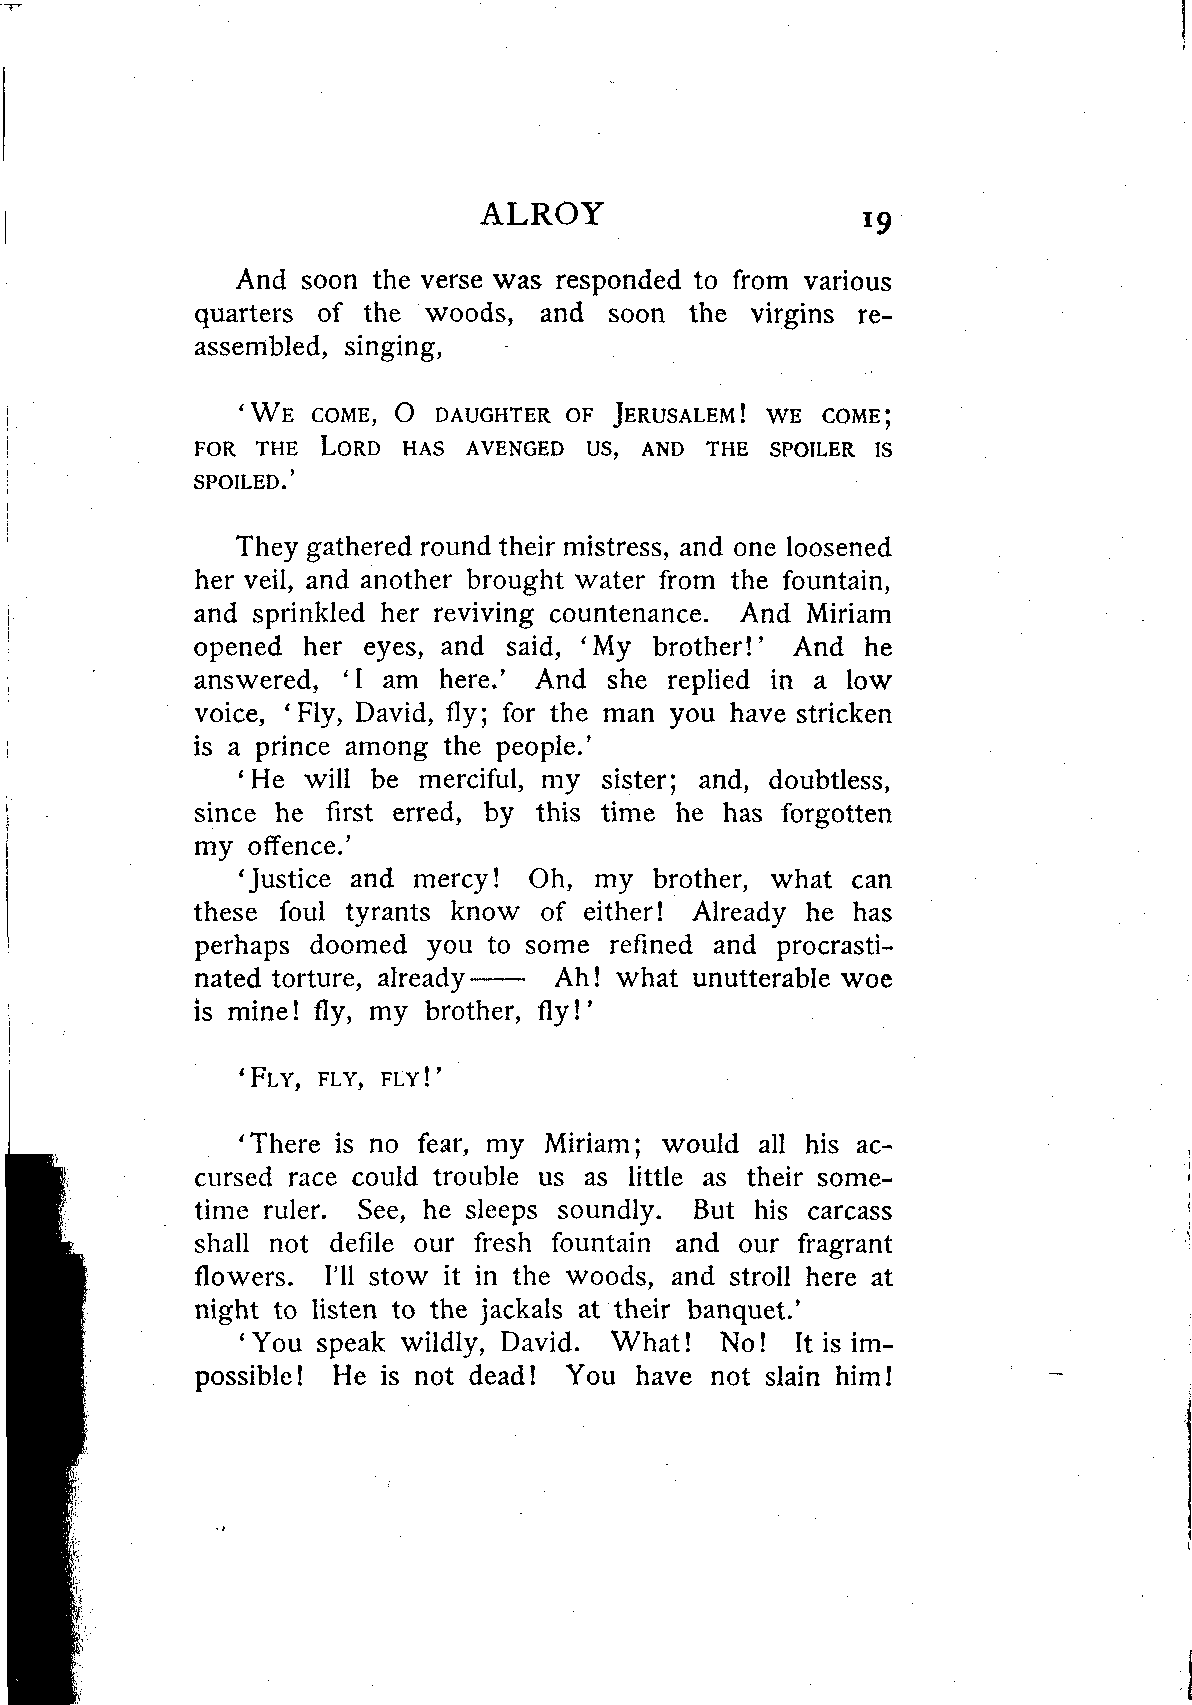 ALROY 19
And soon the verse was responded to from various
quarters of the woods, and soon the virgins re-
assembled, singing,
‘WE COME, O DAUGHTER OF JERUSALEM! WE COME;
FOR THE LORD HAS AVENGED US, AND THE SPOILER IS
SPOILED.’
They gathered round their mistress, and one loosened
her veil, and another brought water from the fountain,
and sprinkled her reviving countenance. And Miriam
opened her eyes, and said, ‘My brother!’ And he
answered, ‘I am here.’ And she replied in a low
voice, ‘Fly, David, fly; for the man you have stricken
is a prince among the people.’
‘He will be merciful, my sister; and, doubtless,
since he first erred, by this time he has forgotten
my offence.’
‘Justice and mercy! Oh, my brother, what can
these foul tyrants know of either! Already he has
perhaps doomed you to some refined and procrasti-
nated torture, already—— Ah! what unutterable woe
is mine! fly, my brother, fly!’
‘FLY, FLY, FLY!’
‘There is no fear, my Miriam; would all his ac-
cursed race could trouble us as little as their some-
time ruler. See, he sleeps soundly. But his carcass
shall not defile our fresh fountain and our fragrant
flowers. I’ll stow it in the woods, and stroll here at
night to listen to the jackals at their banquet.’
‘You speak wildly, David. What! No! It is im-
possible! He is not dead! You have not slain him!